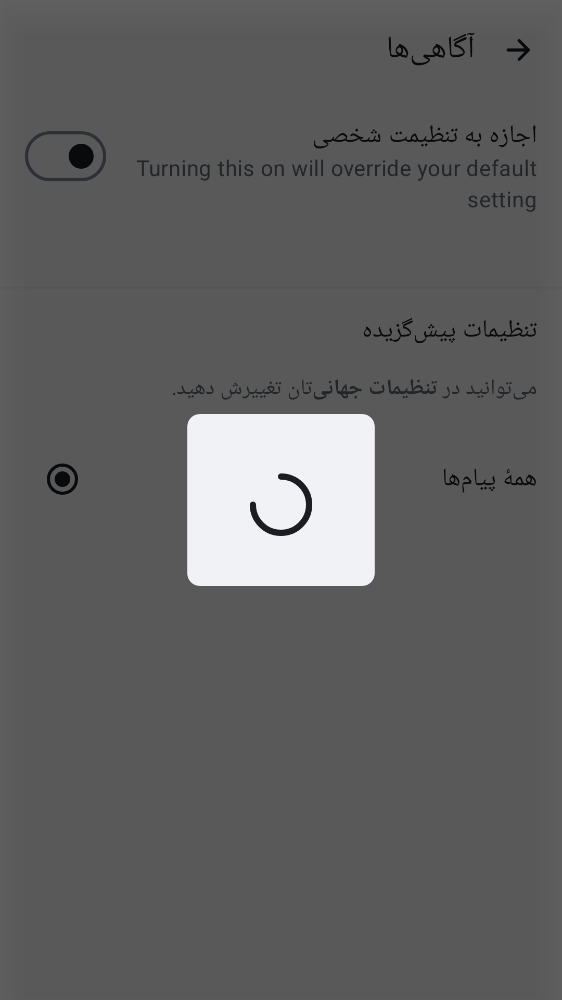 آگاهی‌ها
اجازه به تنظیمت شخصی
Turning this on will override your default
setting
تنظیمات پیش‌گزیده
می‌توانید در تنظیمات جهانی‌تان تغییرش دهید.
همهٔ پیام‌ها